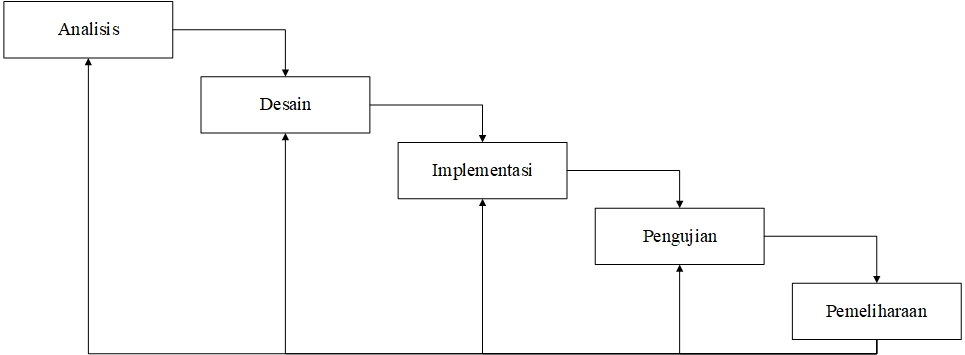 Analisis
Desain
Implementasi
Pengujian
Pemeliharaan